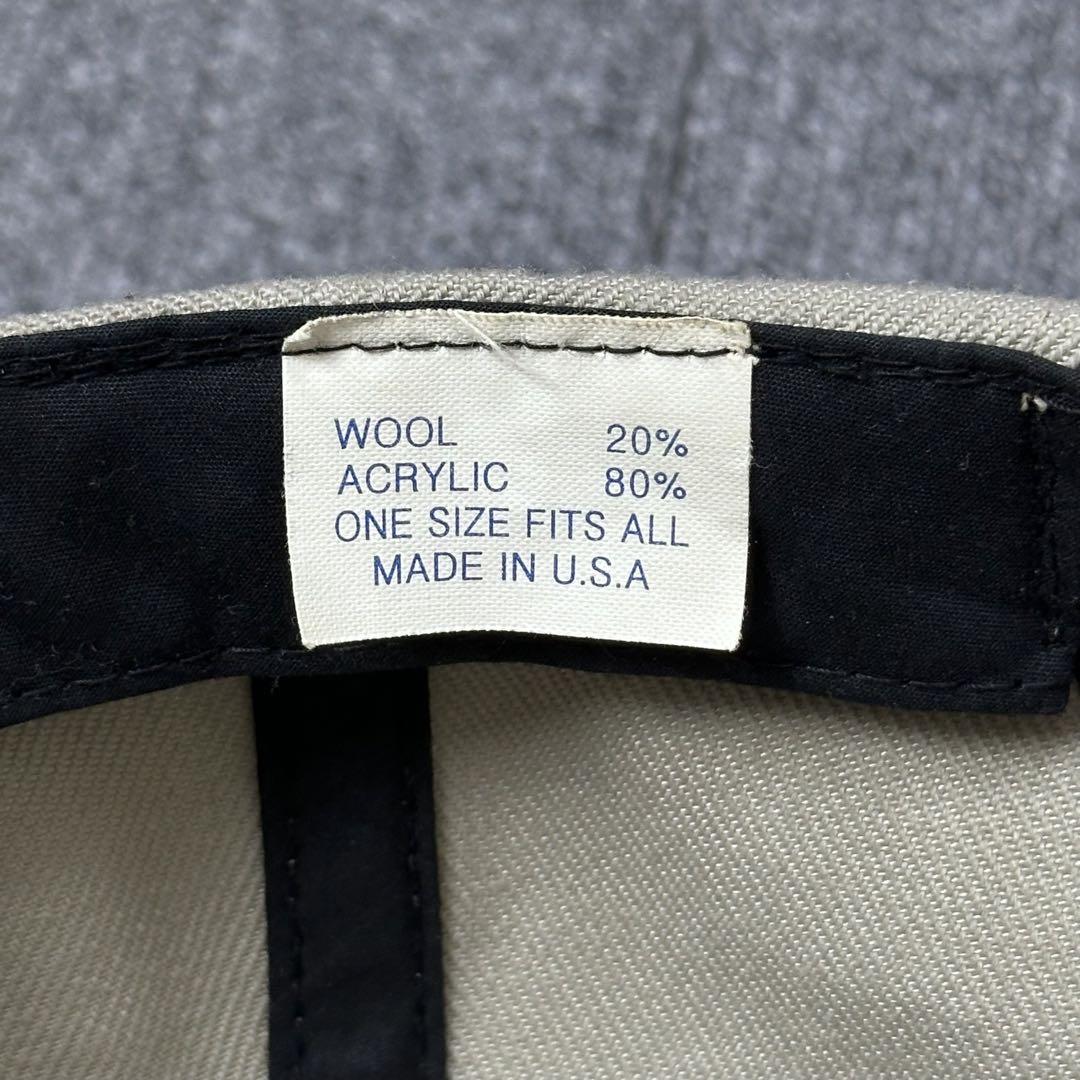 WOOL 20%
ACRYLIC 80%
ONE SIZE FITS ALL
MADE IN U.S.A